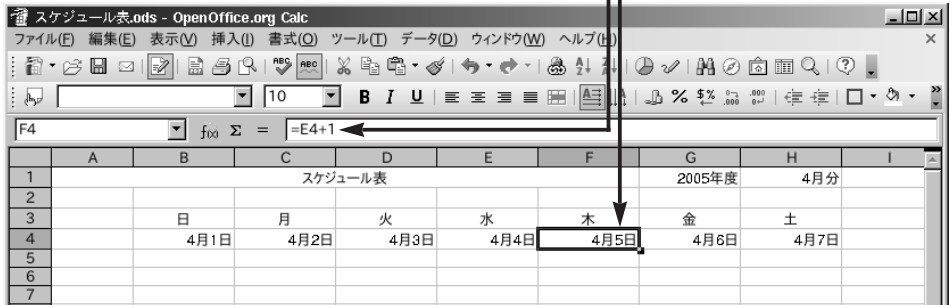 スケジュール表.ods - OpenOffice.org Calc
ファイル(F) 編集(E) 表示(V) 挿入(I) 書式(O) ツール(T) データ(D) ウィンドウ(W) ヘルプ(H)
10 B I U
F4 f(x) Σ = =E4+1
A B C D E F G H I
1 スケジュール表 2005年度 4月分
2
3 日 月 火 水 木 金 土
4 4月1日 4月2日 4月3日 4月4日 4月5日 4月6日 4月7日
5
6
7